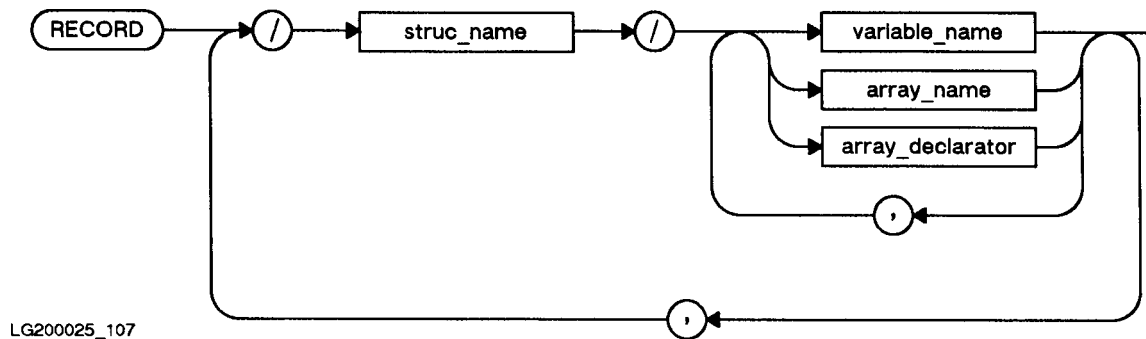 RECORD
/
struc_name
/
variable_name
array_name
array_declarator
,
,
LG200025_107